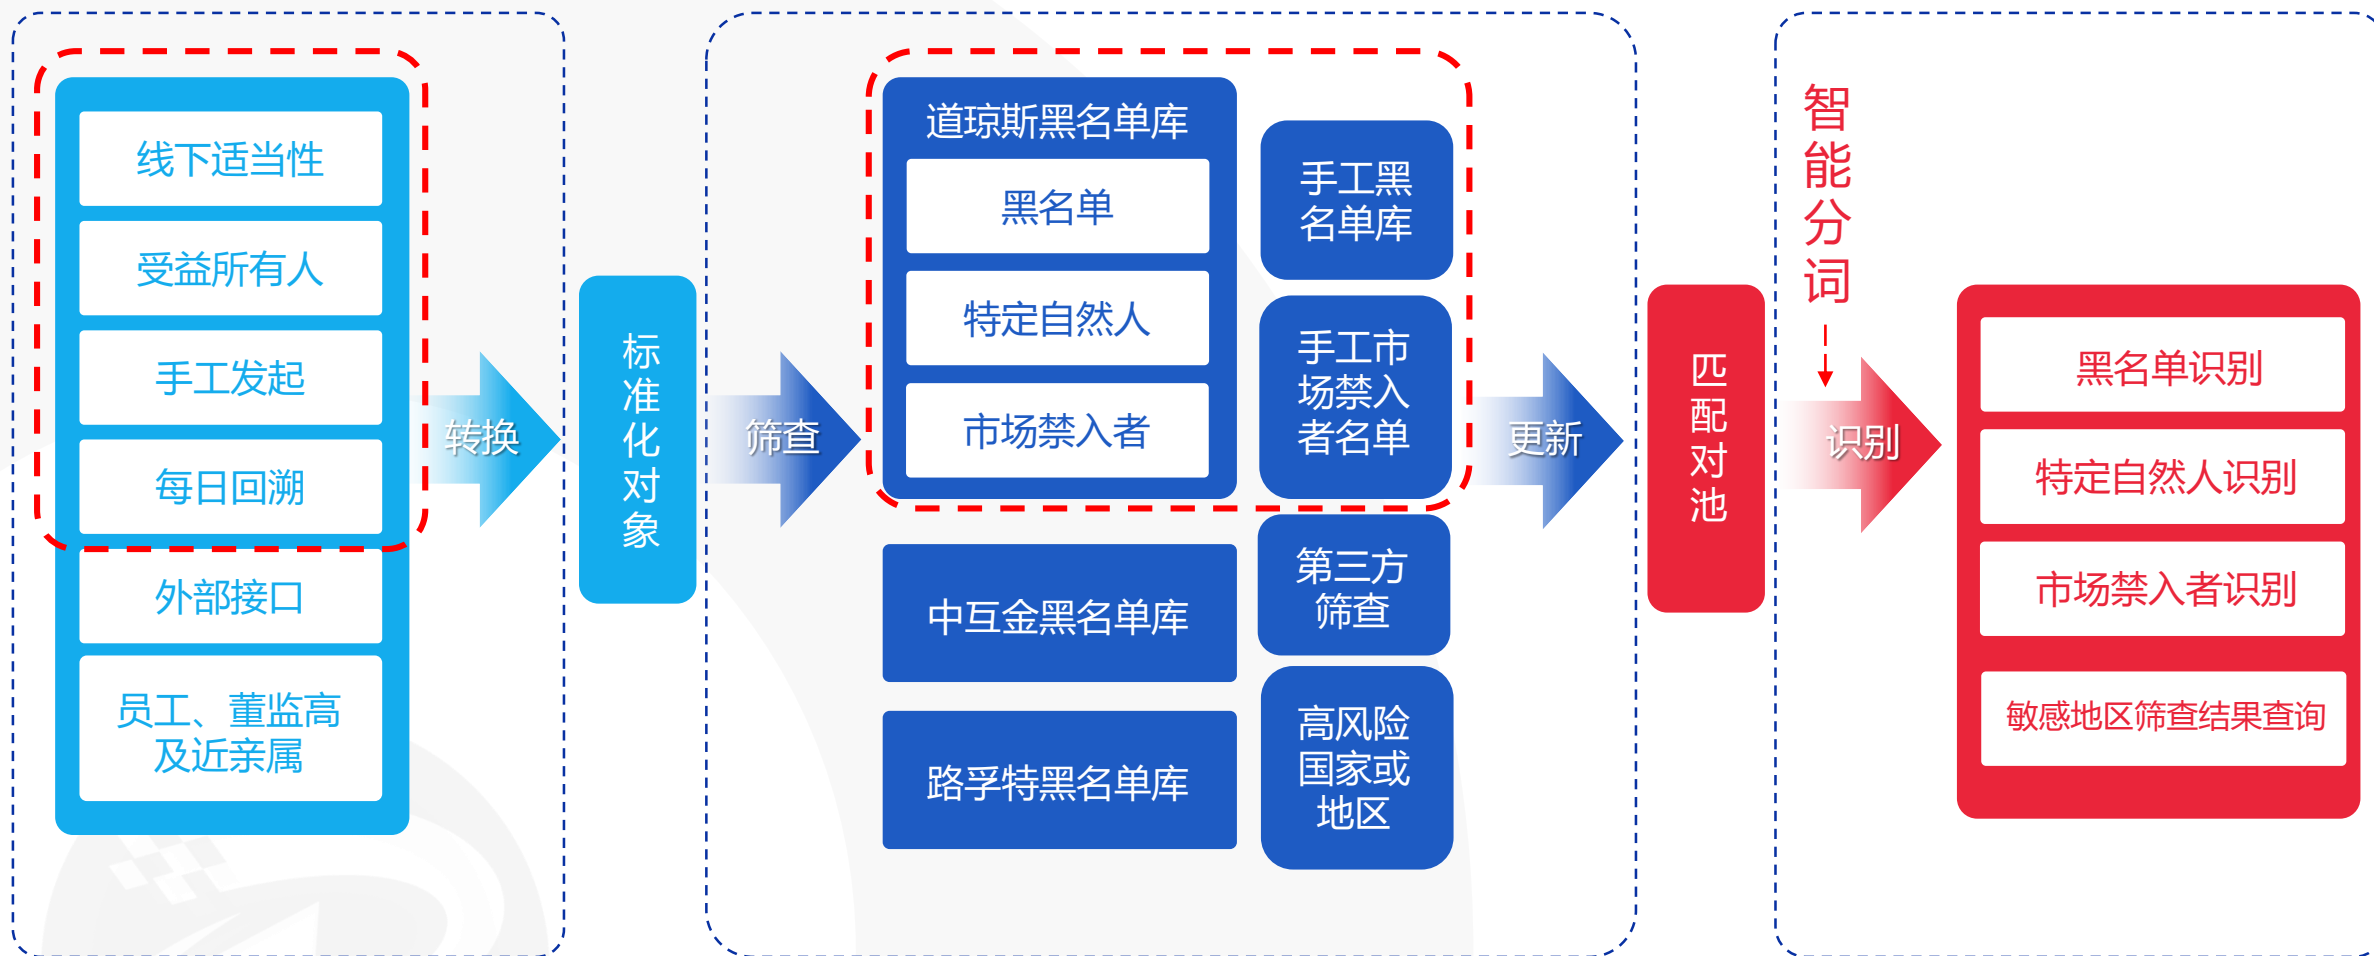 线下适当性
受益所有人
手工发起
每日回溯
外部接口
员工、董监高
及近亲属
转换
标
准
化
对
象
筛查
道琼斯黑名单库
黑名单
特定自然人
市场禁入者
中互金黑名单库
路孚特黑名单库
手工黑
名单库
手工市
场禁入
者名单
第三方
筛查
高风险
国家或
地区
更新
匹
配
对
池
智
能
分
词
识别
黑名单识别
特定自然人识别
市场禁入者识别
敏感地区筛查结果查询